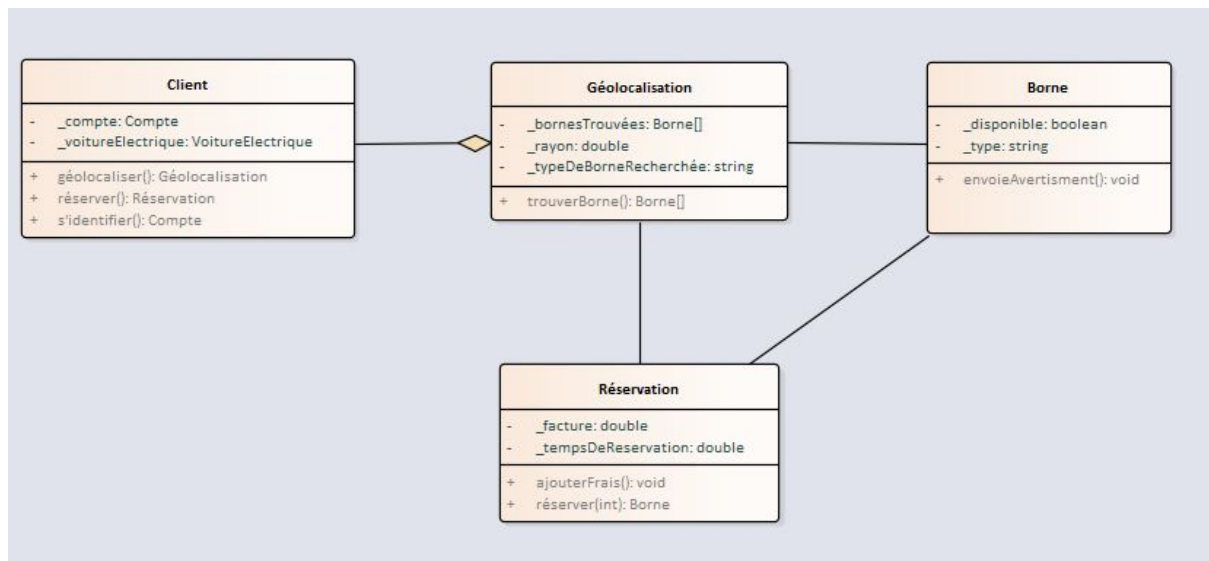 Client
- _compte: Compte
- _voitureElectrique: VoitureElectrique
+ géolocaliser(): Géolocalisation
+ réserver(): Réservation
+ s'identifier(): Compte
Géolocalisation
- _bornesTrouvées: Borne[]
- _rayon: double
- _typeDeBorneRecherchée: string
+ trouverBorne(): Borne[]
Borne
- _disponible: boolean
- _type: string
+ envoieAvertisment(): void
Réservation
- _facture: double
- _tempsDeReservation: double
+ ajouterFrais(): void
+ réserver(int): Borne